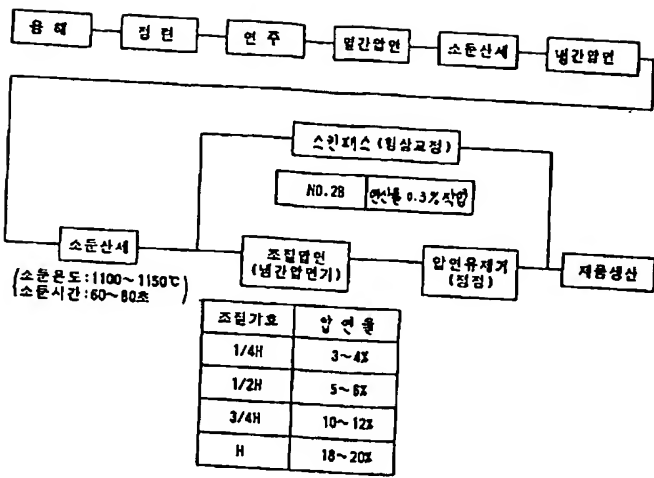 용해
정련
연주
열간압연
소둔산세
냉간압연
스킨패스 (형상교정)
NO.2B
연신율 0.3% 작업
소둔산세
(소둔온도:1100~1150℃
소둔시간:60~80초)
조질압연
(냉간압연기)
압연유제거
(정정)
제품생산
조질기호
압연율
1/4H
3~4%
1/2H
5~6%
3/4H
10~12%
H
18~20%